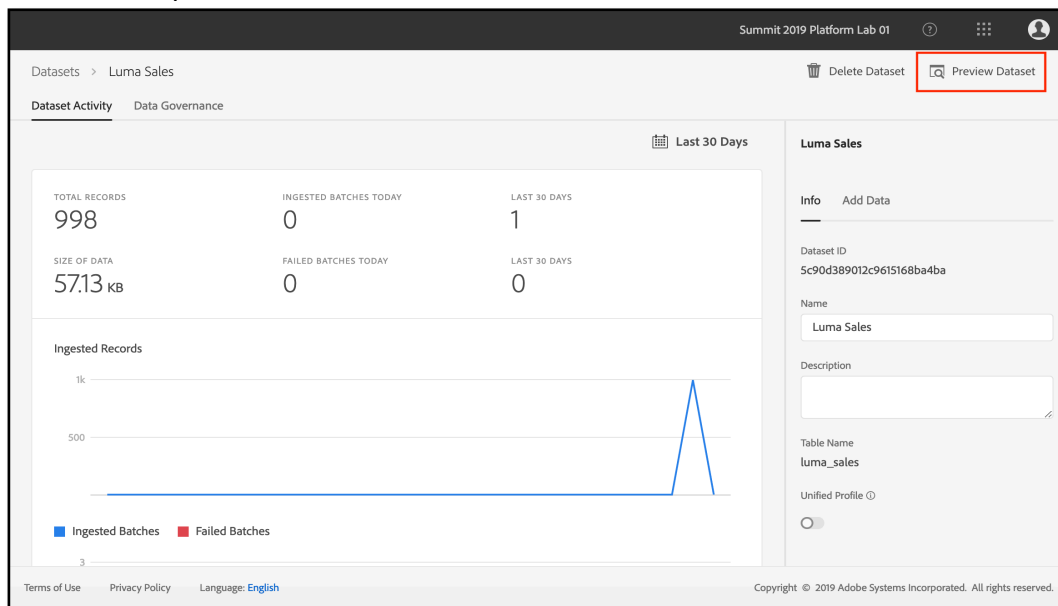 Summit 2019 Platform Lab 01
Datasets > Luma Sales
Delete Dataset
Preview Dataset
Dataset Activity
Data Governance
Last 30 Days
TOTAL RECORDS
998
INGESTED BATCHES TODAY
0
LAST 30 DAYS
1
SIZE OF DATA
57.13 KB
FAILED BATCHES TODAY
0
LAST 30 DAYS
0
Ingested Records
1k
500
Ingested Batches
Failed Batches
3
Luma Sales
Info
Add Data
Dataset ID
5c90d389012c9615168ba4ba
Name
Luma Sales
Description
Table Name
luma_sales
Unified Profile
Terms of Use
Privacy Policy
Language: English
Copyright © 2019 Adobe Systems Incorporated. All rights reserved.